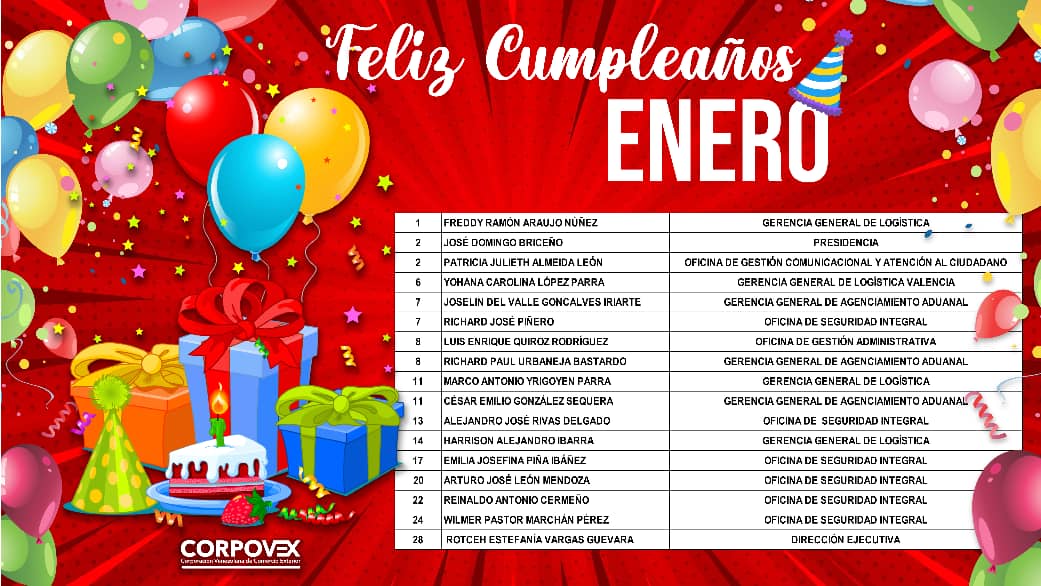 Feliz Cumpleaños
ENERO
1 FREDDY RAMÓN ARAUJO NÚÑEZ GERENCIA GENERAL DE LOGÍSTICA
2 JOSÉ DOMINGO BRICEÑO PRESIDENCIA
2 PATRICIA JULIETH ALMEIDA LEÓN OFICINA DE GESTIÓN COMUNICACIONAL Y ATENCIÓN AL CIUDADANO
6 YOHANA CAROLINA LÓPEZ PARRA GERENCIA GENERAL DE LOGÍSTICA VALENCIA
7 JOSELIN DEL VALLE GONCALVES IRIARTE GERENCIA GENERAL DE AGENCIAMIENTO ADUANAL
7 RICHARD JOSÉ PIÑERO OFICINA DE SEGURIDAD INTEGRAL
8 LUIS ENRIQUE QUIROZ RODRÍGUEZ OFICINA DE GESTIÓN ADMINISTRATIVA
8 RICHARD PAUL URBANEJA BASTARDO GERENCIA GENERAL DE AGENCIAMIENTO ADUANAL
11 MARCO ANTONIO YRIGOYEN PARRA GERENCIA GENERAL DE LOGÍSTICA
11 CÉSAR EMILIO GONZÁLEZ SEQUERA GERENCIA GENERAL DE AGENCIAMIENTO ADUANAL
13 ALEJANDRO JOSÉ RIVAS DELGADO OFICINA DE SEGURIDAD INTEGRAL
14 HARRISON ALEJANDRO IBARRA GERENCIA GENERAL DE LOGÍSTICA
17 EMILIA JOSEFINA PIÑA IBÁÑEZ OFICINA DE SEGURIDAD INTEGRAL
20 ARTURO JOSÉ LEÓN MENDOZA OFICINA DE SEGURIDAD INTEGRAL
22 REINALDO ANTONIO CERMEÑO OFICINA DE SEGURIDAD INTEGRAL
24 WILMER PASTOR MARCHÁN PÉREZ OFICINA DE SEGURIDAD INTEGRAL
28 ROTCEH ESTEFANÍA VARGAS GUEVARA DIRECCIÓN EJECUTIVA
CORPOVEX
Corporación Venezolana de Comercio Exterior